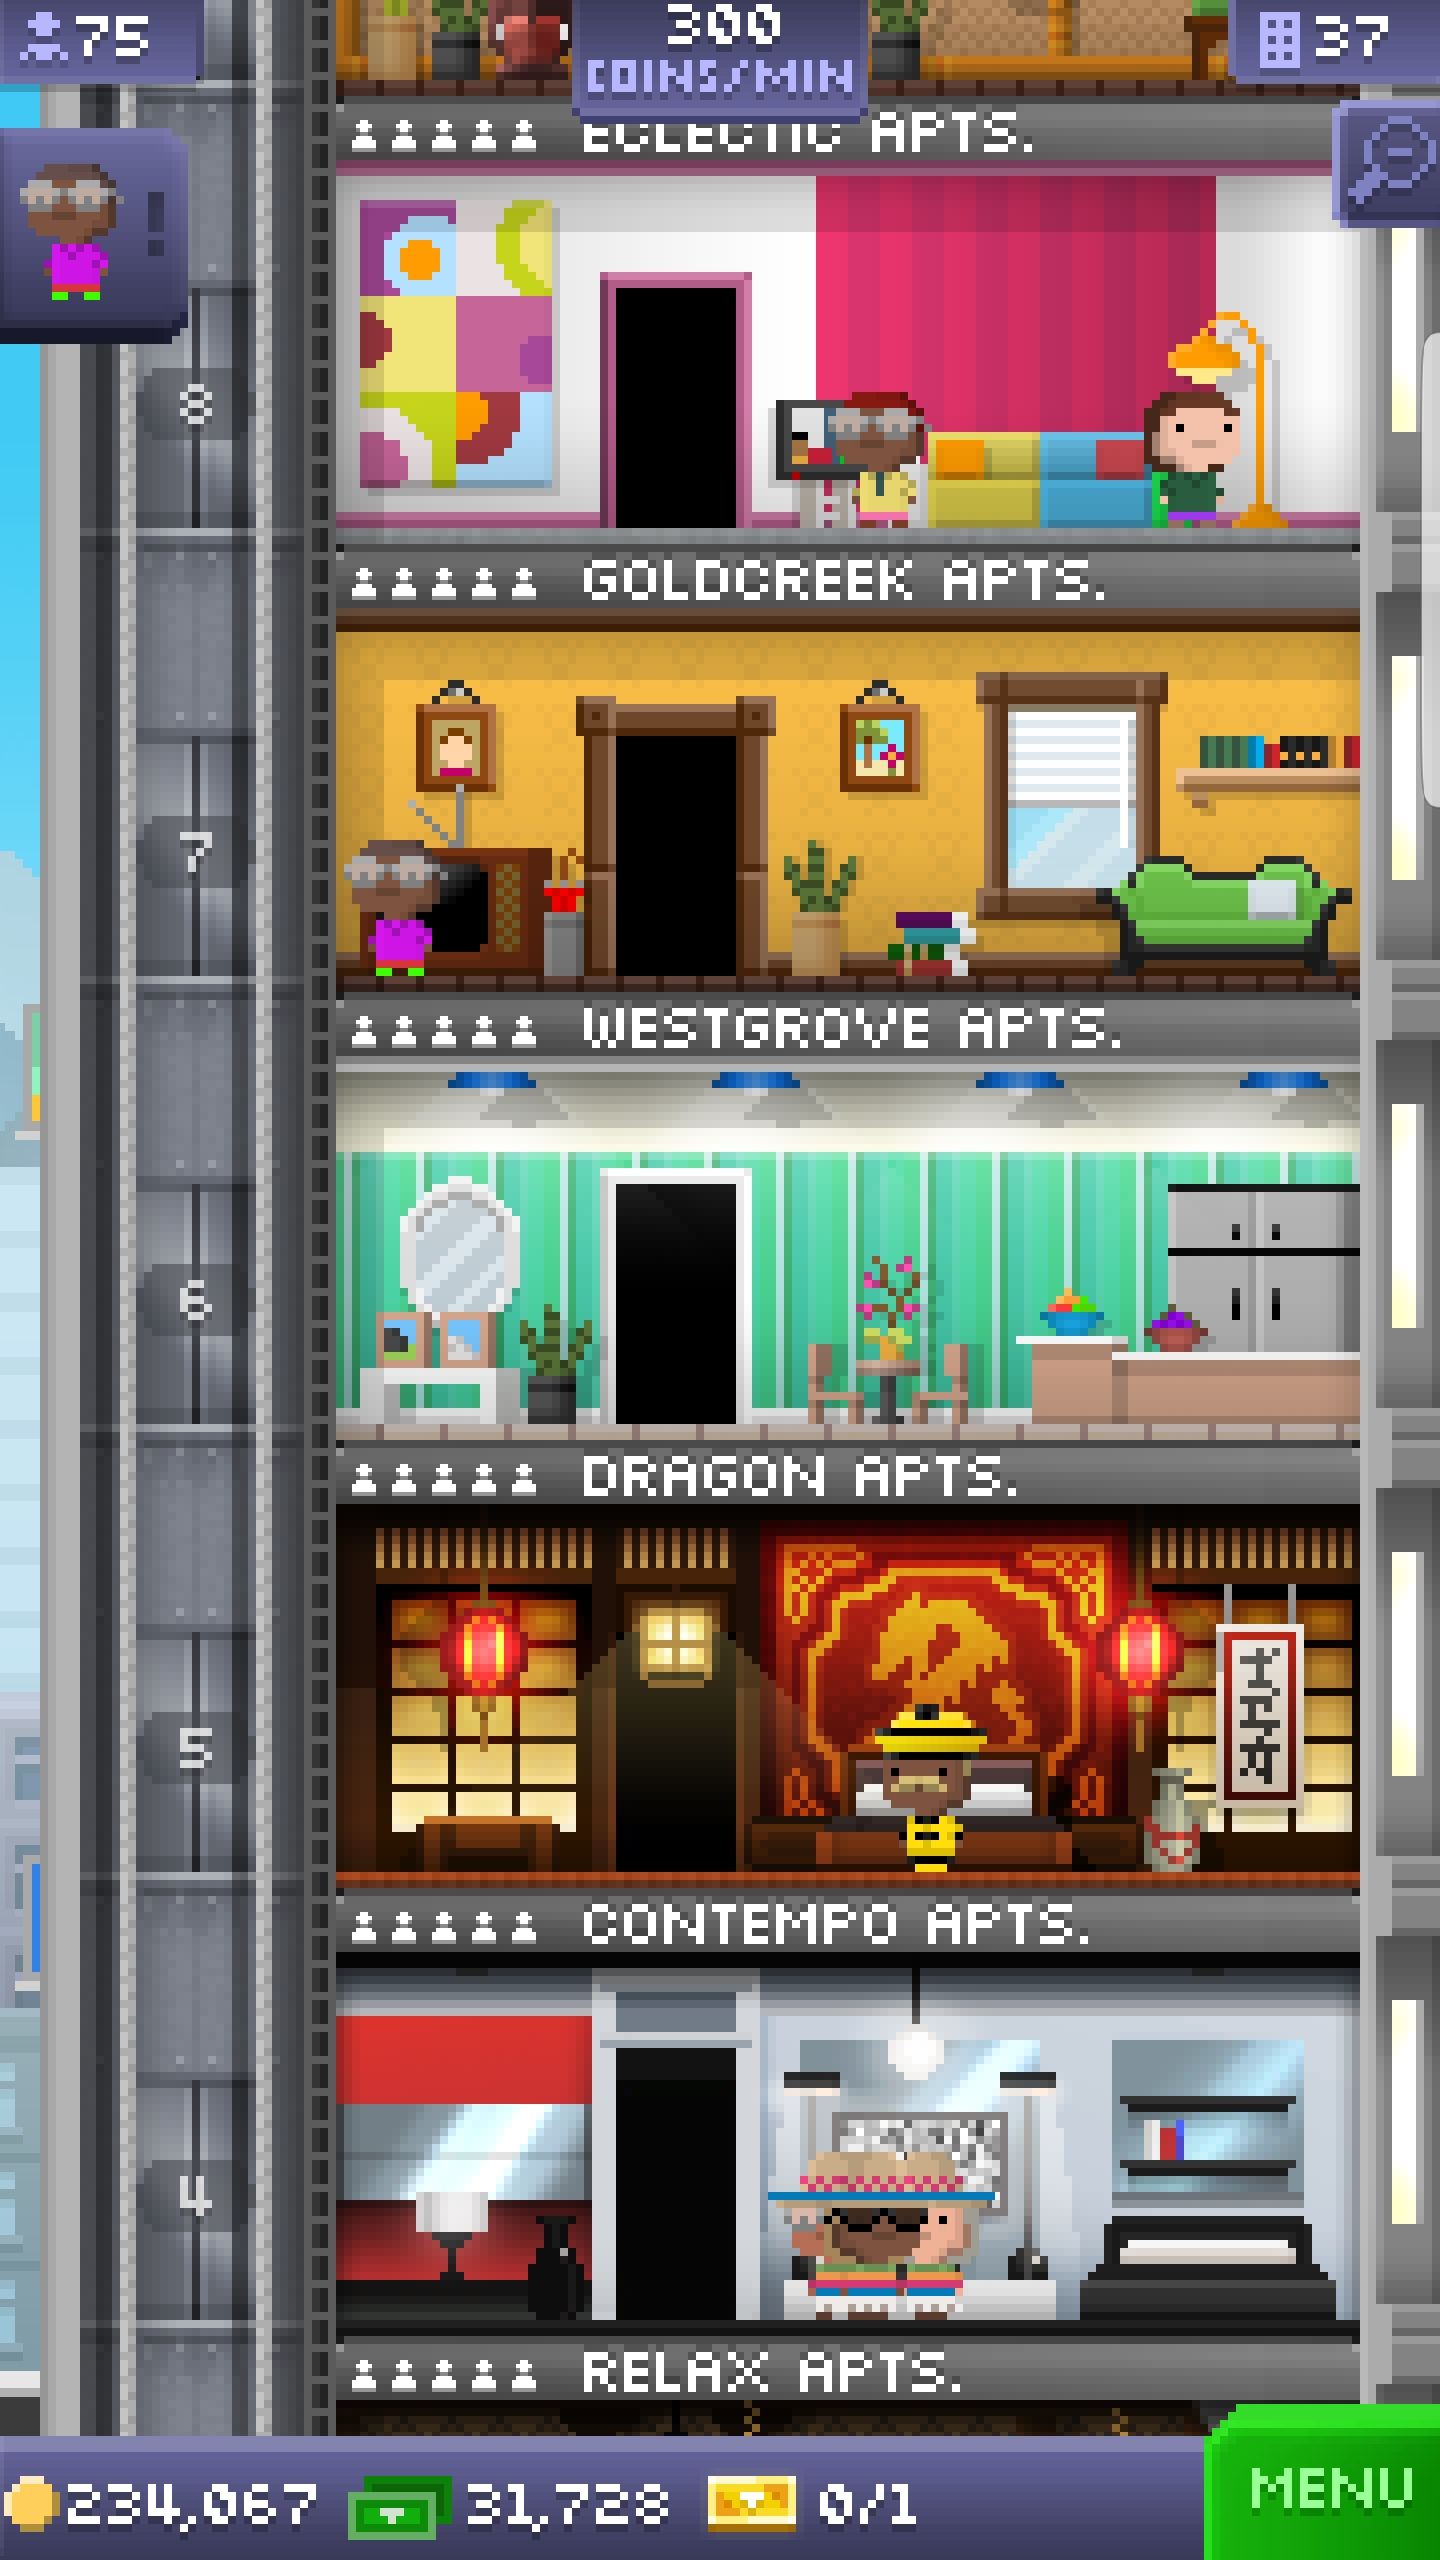 75
300
COINS/MIN
37
ECLECTIC APTS.
8
GOLDCREEK APTS.
7
WESTGROVE APTS.
6
DRAGON APTS.
5
CONTEMPO APTS.
4
RELAX APTS.
234,067
31,728
0/1
MENU